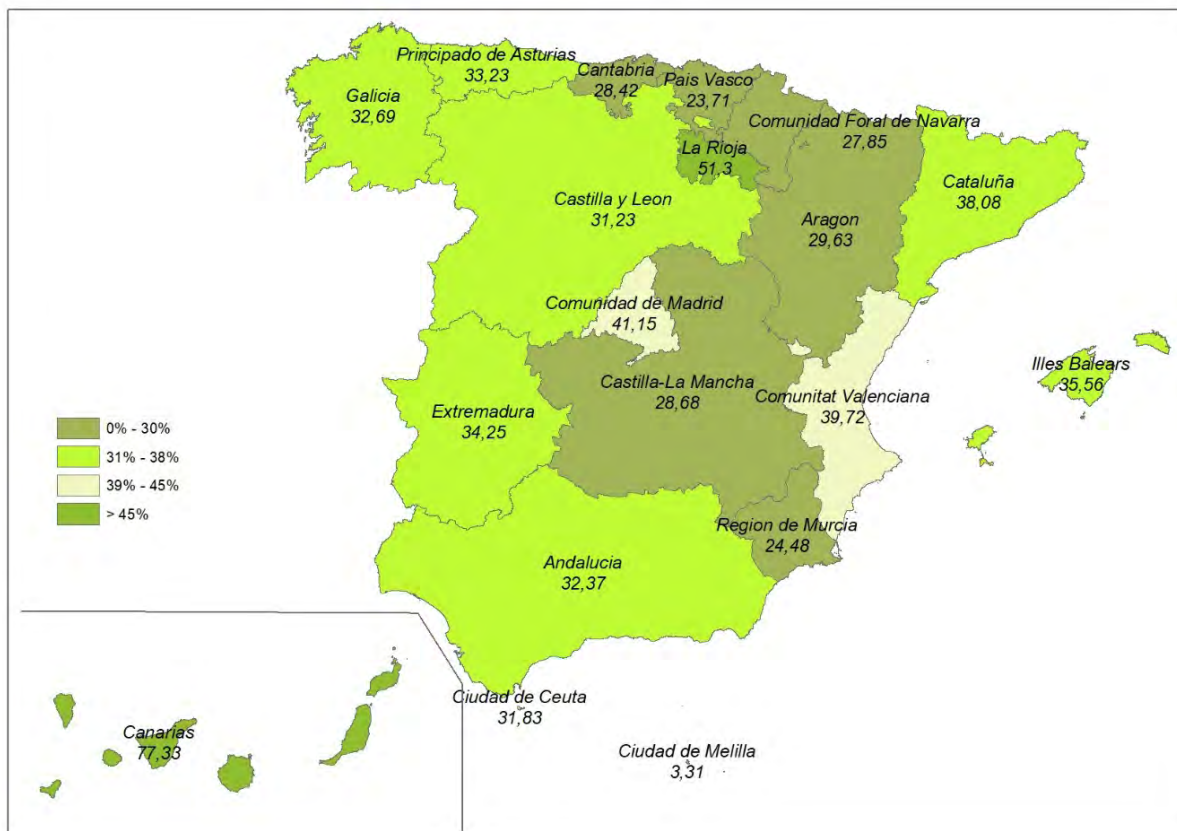 Principado de Asturias
33,23
Cantabria
28,42
Pais Vasco
23,71
Galicia
32,69
Comunidad Foral de Navarra
27,85
La Rioja
51,3
Cataluña
38,08
Castilla y Leon
31,23
Aragon
29,63
Comunidad de Madrid
41,15
Illes Balears
35,56
Castilla-La Mancha
28,68
Comunitat Valenciana
39,72
Extremadura
34,25
0% - 30%
31% - 38%
39% - 45%
> 45%
Region de Murcia
24,48
Andalucia
32,37
Ciudad de Ceuta
31,83
Canarias
77,33
Ciudad de Melilla
3,31